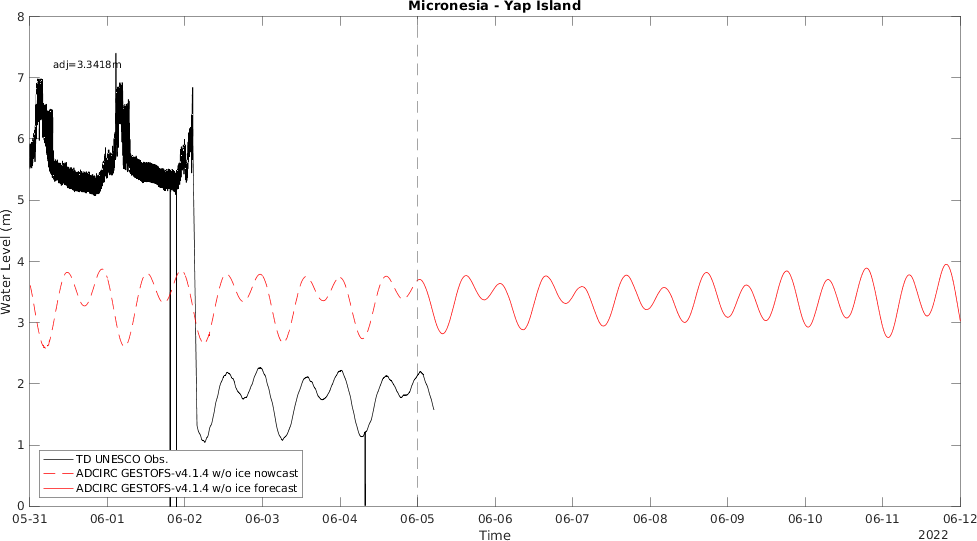 Micronesia - Yap Island
8
7
6
5
4
3
2
1
0
Water Level (m)
adj=3.3418m
TD UNESCO Obs.
ADCIRC GESTOFS-v4.1.4 w/o ice nowcast
ADCIRC GESTOFS-v4.1.4 w/o ice forecast
05-31 06-01 06-02 06-03 06-04 06-05 06-06 06-07 06-08 06-09 06-10 06-11 06-12
Time
2022